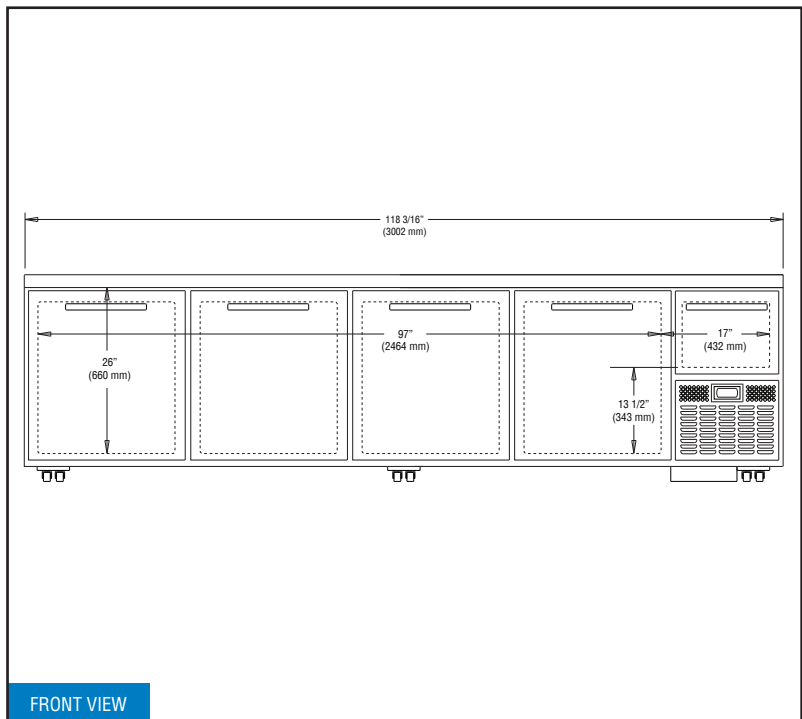 118 3/16”
(3002 mm)
97”
(2464 mm)
17”
(432 mm)
26”
(660 mm)
13 1/2”
(343 mm)
FRONT VIEW